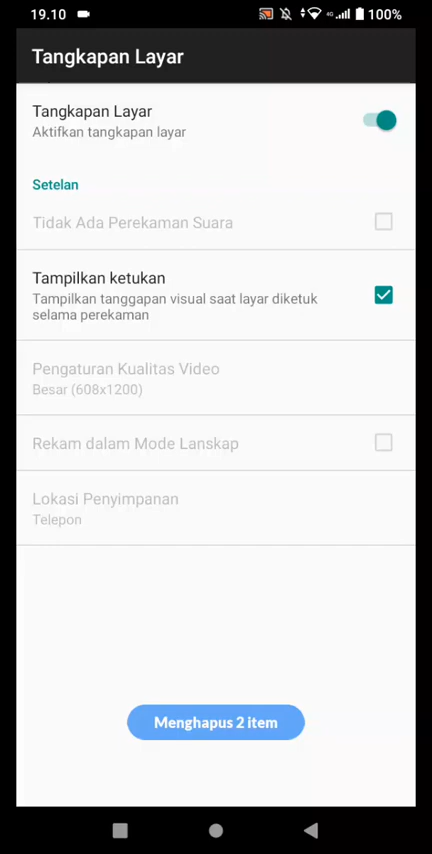 19.10
4G
100%
Tangkapan Layar
Tangkapan Layar
Aktifkan tangkapan layar
Setelan
Tidak Ada Perekaman Suara
Tampilkan ketukan
Tampilkan tanggapan visual saat layar diketuk
selama perekaman
Pengaturan Kualitas Video
Besar (608x1200)
Rekam dalam Mode Lanskap
Lokasi Penyimpanan
Telepon
Menghapus 2 item